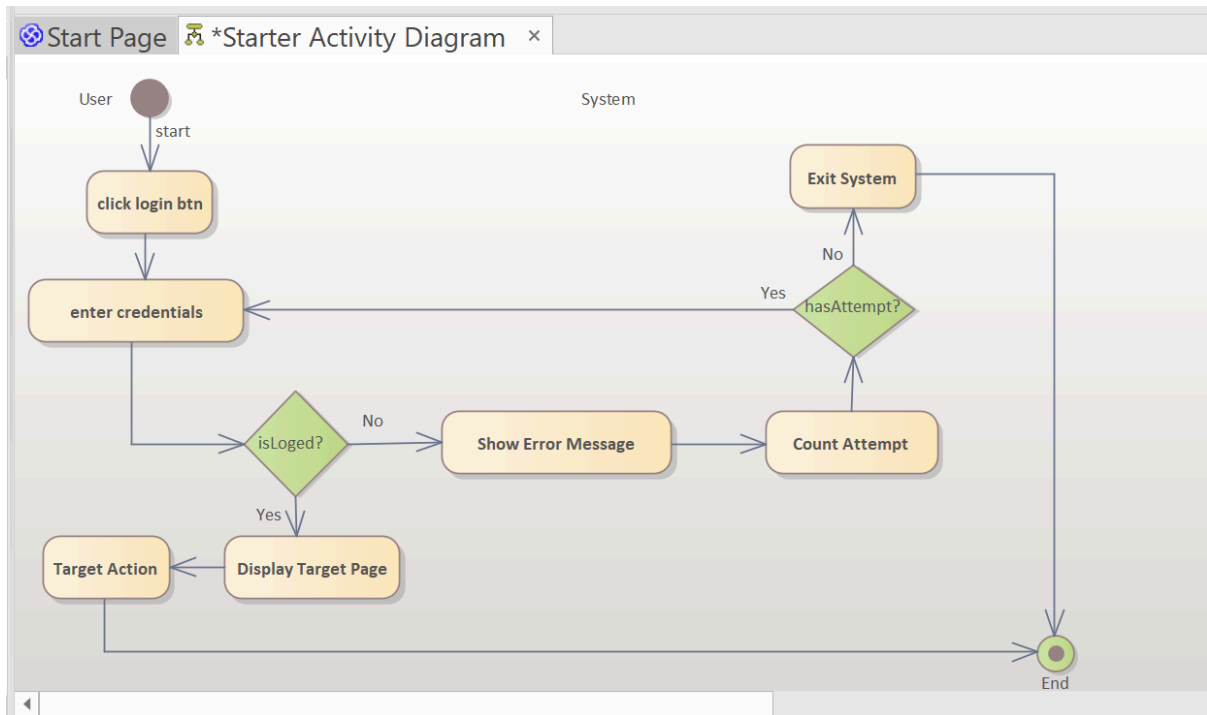 Start Page
*Starter Activity Diagram ×
User
System
start
click login btn
Exit System
No
enter credentials
Yes
hasAttempt?
isLoged?
No
Show Error Message
Count Attempt
Yes
Target Action
Display Target Page
End